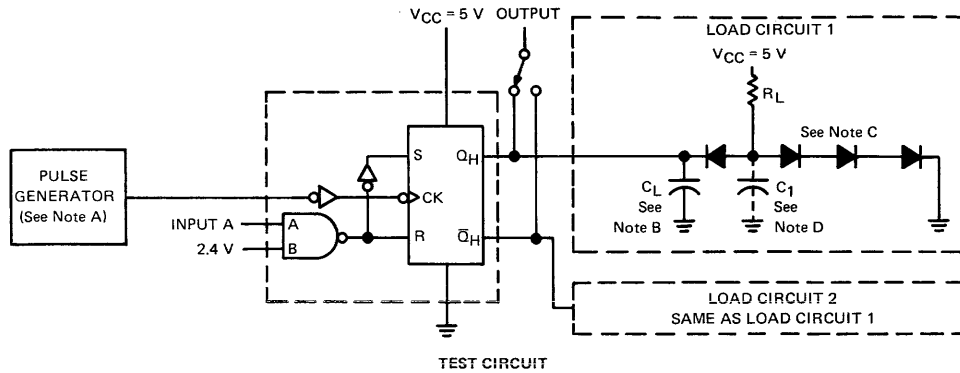 VCC = 5 V OUTPUT
LOAD CIRCUIT 1
VCC = 5 V
RL
See Note C
PULSE
GENERATOR
(See Note A)
S
QH
CK
INPUT A
A
2.4 V
B
R
Q̅H
CL
See
Note B
C1
See
Note D
LOAD CIRCUIT 2
SAME AS LOAD CIRCUIT 1
TEST CIRCUIT